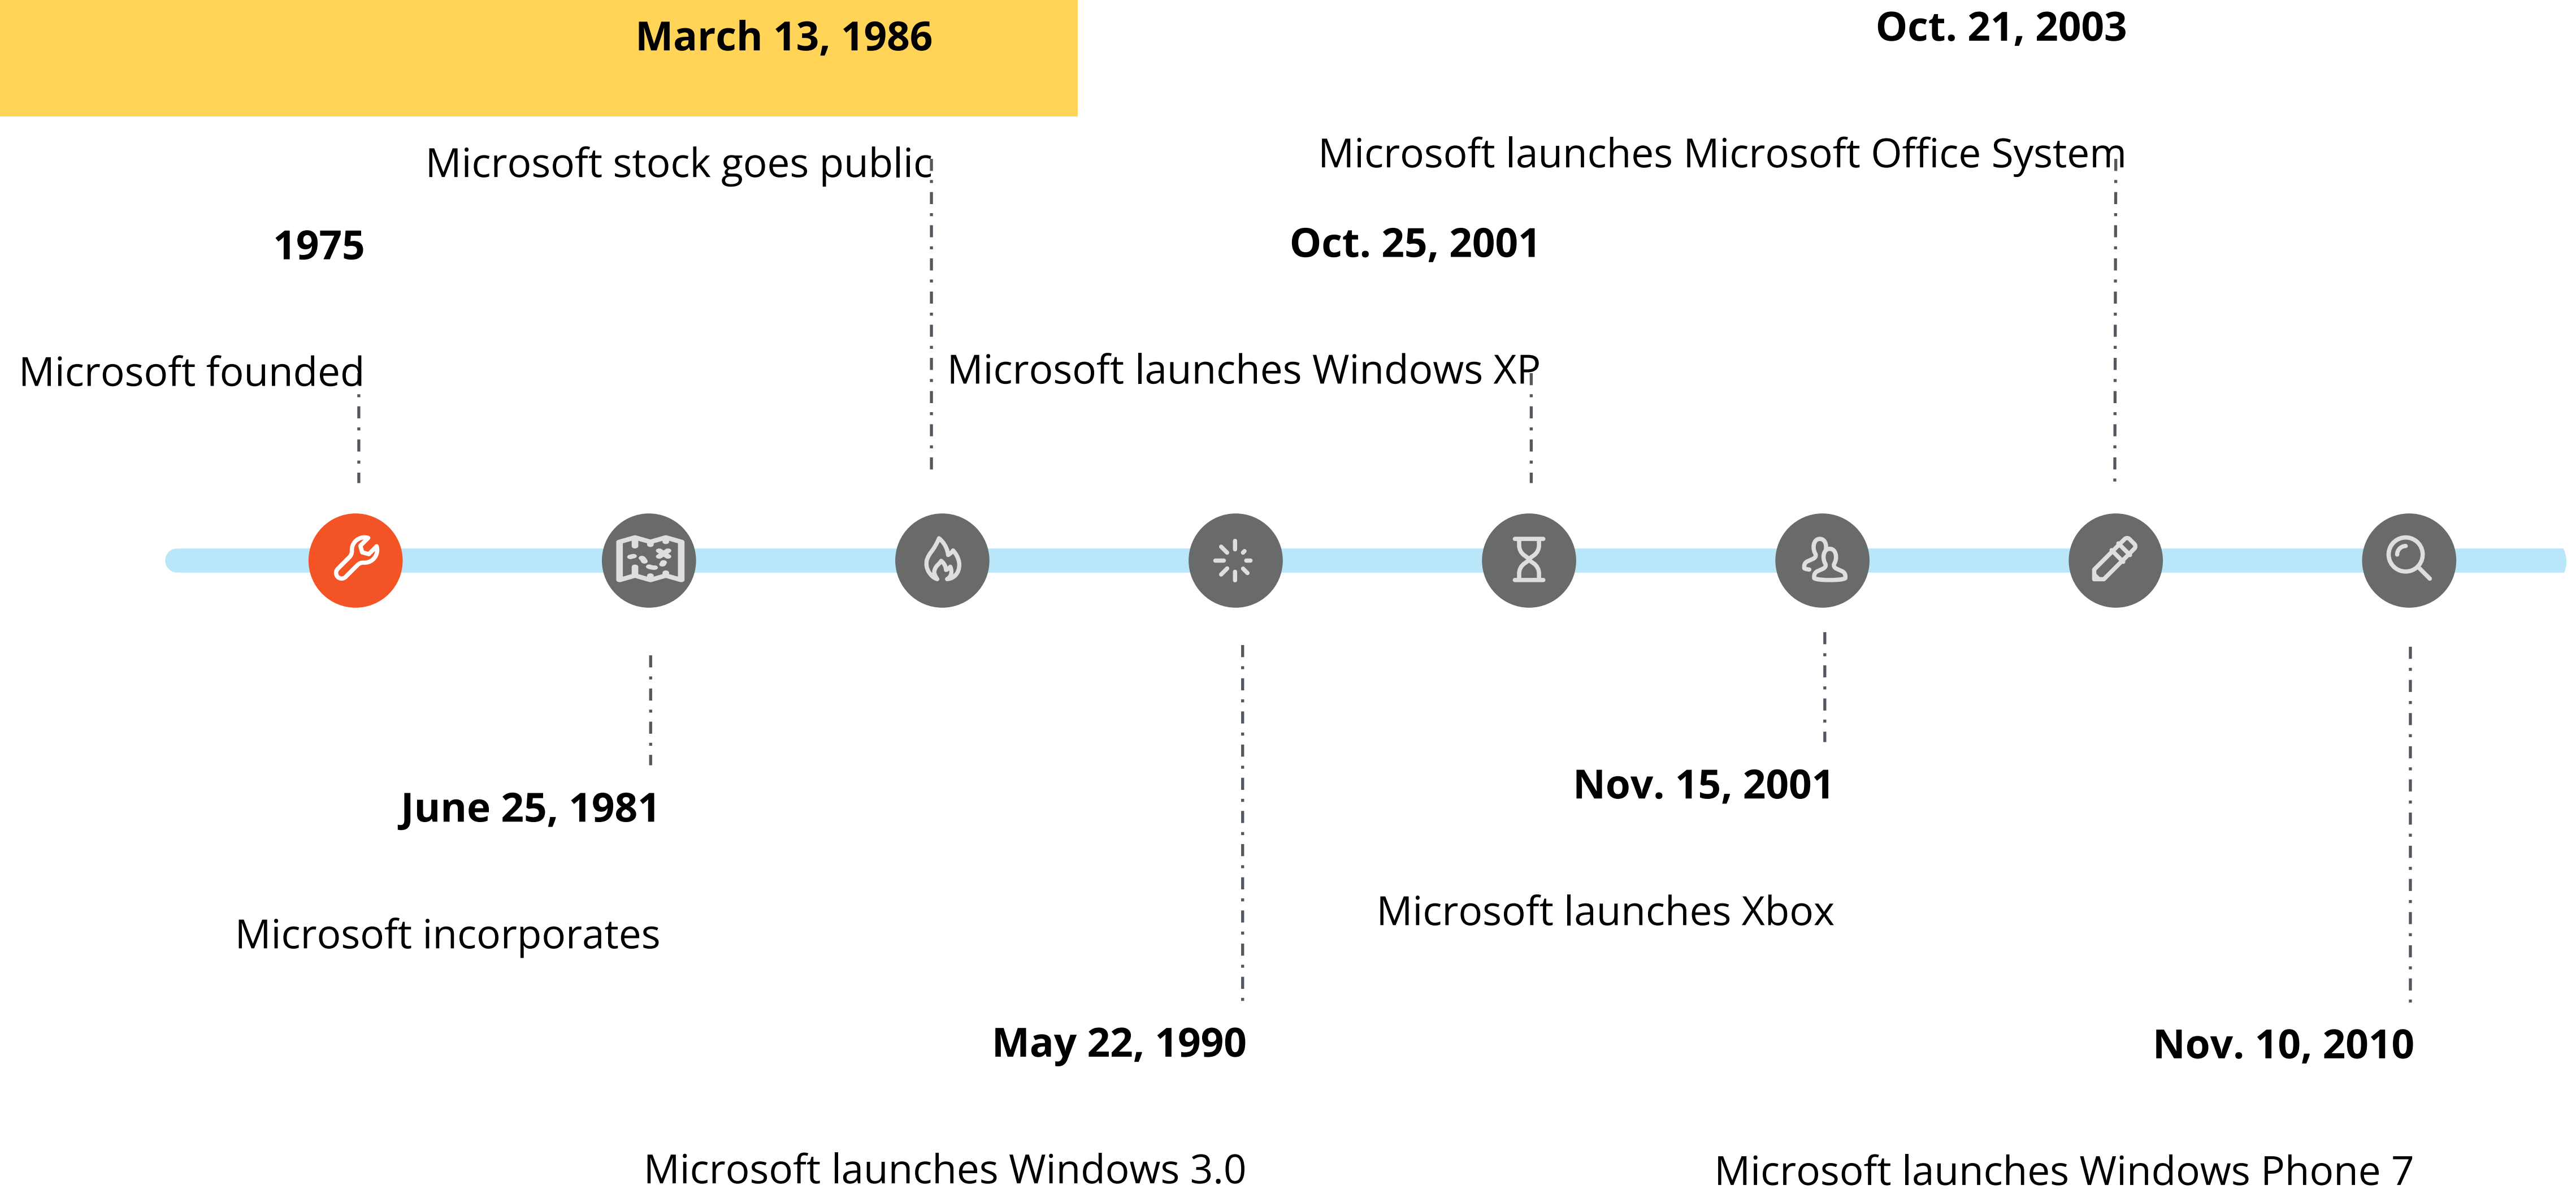 March 13, 1986
Microsoft stock goes public
Oct. 21, 2003
Microsoft launches Microsoft Office System
1975
Microsoft founded
Oct. 25, 2001
Microsoft launches Windows XP
June 25, 1981
Microsoft incorporates
Nov. 15, 2001
Microsoft launches Xbox
May 22, 1990
Microsoft launches Windows 3.0
Nov. 10, 2010
Microsoft launches Windows Phone 7